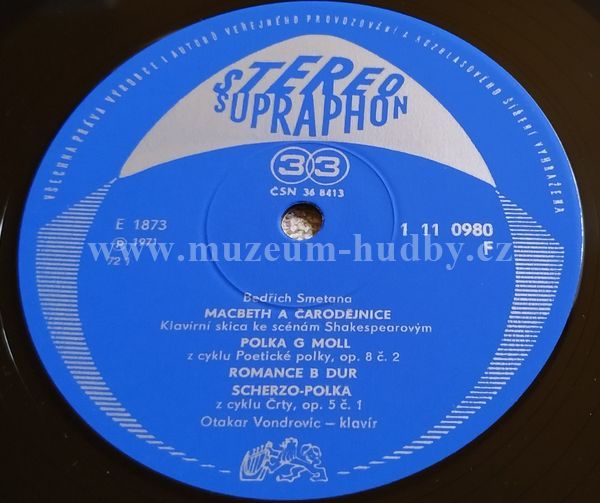 VŠECHNA PRÁVA VÝROBCE I AUTORŮ VEŘEJNÉHO PROVOZOVÁNÍ A ROZHLASOVÉHO ŠÍŘENÍ VYHRAŽENA
STEREO
SUPRAPHON
33
ČSN 36 8413
E 1873
℗ 1971
1 11 0980
F
www.muzeum-hudby.cz
Bedřich Smetana
MACBETH A ČARODĚJNICE
Klavírní skica ke scénám Shakespearovým
POLKA G MOLL
z cyklu Poetické polky, op. 8 č. 2
ROMANCE B DUR
SCHERZO-POLKA
z cyklu Črty, op. 5 č. 1
Otakar Vondrovic – klavír